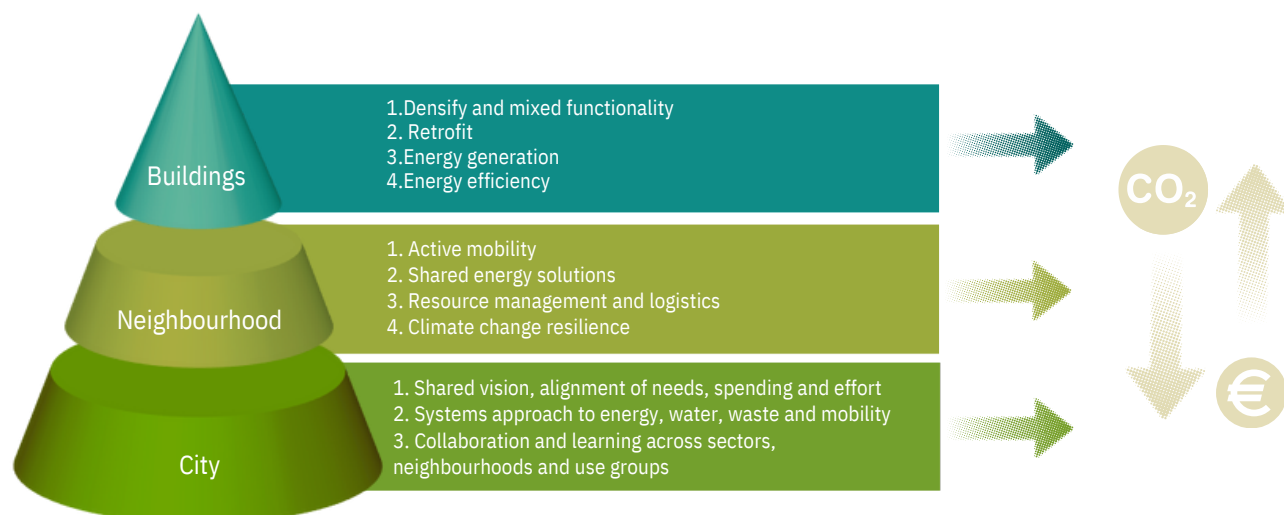 Buildings
1.Densify and mixed functionality
2. Retrofit
3.Energy generation
4.Energy efficiency
Neighbourhood
1. Active mobility
2. Shared energy solutions
3. Resource management and logistics
4. Climate change resilience
City
1. Shared vision, alignment of needs, spending and effort
2. Systems approach to energy, water, waste and mobility
3. Collaboration and learning across sectors,
neighbourhoods and use groups
CO₂
€